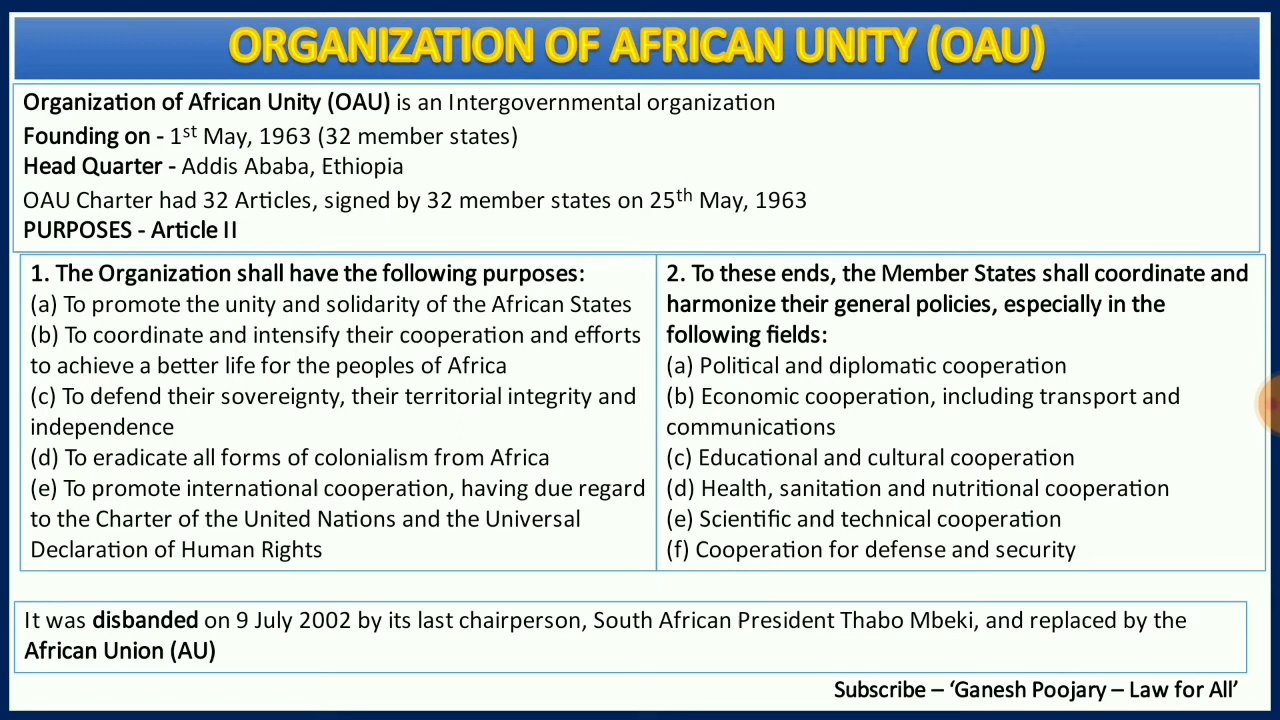 ORGANIZATION OF AFRICAN UNITY (OAU)
Organization of African Unity (OAU) is an Intergovernmental organization
Founding on - 1st May, 1963 (32 member states)
Head Quarter - Addis Ababa, Ethiopia
OAU Charter had 32 Articles, signed by 32 member states on 25th May, 1963
PURPOSES - Article II
1. The Organization shall have the following purposes:
(a) To promote the unity and solidarity of the African States
(b) To coordinate and intensify their cooperation and efforts
to achieve a better life for the peoples of Africa
(c) To defend their sovereignty, their territorial integrity and
independence
(d) To eradicate all forms of colonialism from Africa
(e) To promote international cooperation, having due regard
to the Charter of the United Nations and the Universal
Declaration of Human Rights
2. To these ends, the Member States shall coordinate and
harmonize their general policies, especially in the
following fields:
(a) Political and diplomatic cooperation
(b) Economic cooperation, including transport and
communications
(c) Educational and cultural cooperation
(d) Health, sanitation and nutritional cooperation
(e) Scientific and technical cooperation
(f) Cooperation for defense and security
It was disbanded on 9 July 2002 by its last chairperson, South African President Thabo Mbeki, and replaced by the
African Union (AU)
Subscribe – ‘Ganesh Poojary – Law for All’